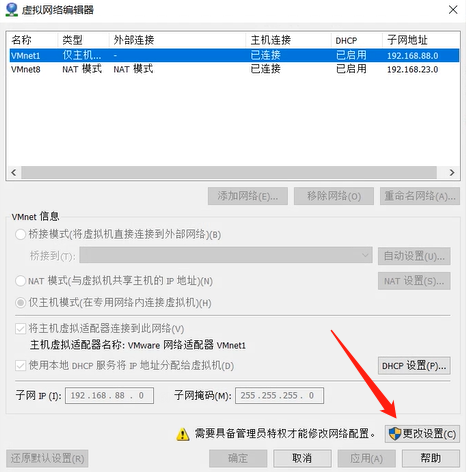 虚拟网络编辑器
名称 类型 外部连接 主机连接 DHCP 子网地址
VMnet1 仅主机... - 已连接 已启用 192.168.88.0
VMnet8 NAT 模式 NAT 模式 已连接 已启用 192.168.23.0
添加网络(E)... 移除网络(O) 重命名网络(A)...
VMnet 信息
桥接模式(将虚拟机直接连接到外部网络)(B)
桥接到(T): 自动设置(U)...
NAT 模式(与虚拟机共享主机的 IP 地址)(N) NAT 设置(S)...
仅主机模式(在专用网络内连接虚拟机)(H)
将主机虚拟适配器连接到此网络(V)
主机虚拟适配器名称: VMware 网络适配器 VMnet1
使用本地 DHCP 服务将 IP 地址分配给虚拟机(D) DHCP 设置(P)...
子网 IP (I): 192 . 168 . 88 . 0 子网掩码(M): 255 . 255 . 255 . 0
需要具备管理员特权才能修改网络配置。 更改设置(C)
还原默认设置(R) 确定 取消 应用(A) 帮助